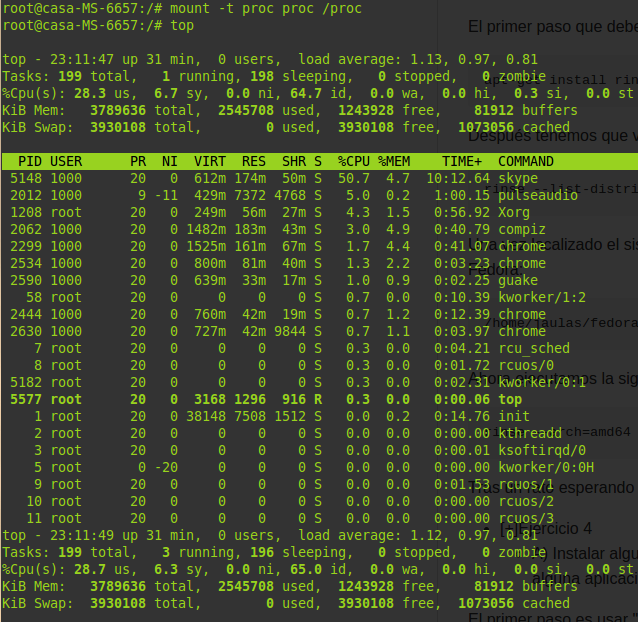 root@casa-MS-6657:/# mount -t proc proc /proc
root@casa-MS-6657:/# top
top - 23:11:47 up 31 min,  0 users,  load average: 1.13, 0.97, 0.81
Tasks: 199 total,   1 running, 198 sleeping,   0 stopped,   0 zombie
%Cpu(s): 28.3 us,  6.7 sy,  0.0 ni, 64.7 id,  0.0 wa,  0.0 hi,  0.3 si,  0.0 st
KiB Mem:   3789636 total,  2545708 used,  1243928 free,    81912 buffers
KiB Swap:  3930108 total,        0 used,  3930108 free,  1073056 cached
PID USER      PR  NI  VIRT  RES  SHR S  %CPU %MEM    TIME+  COMMAND
5148 1000      20   0  612m 174m  50m S  50.7  4.7  10:12.64 skype
2012 1000       9 -11  429m 7372 4768 S   5.0  0.2   1:00.15 pulseaudio
1208 root      20   0  249m  56m  27m S   4.3  1.5   0:56.92 Xorg
2062 1000      20   0 1482m 183m  43m S   3.0  4.9   0:40.79 compiz
2299 1000      20   0 1525m 161m  67m S   1.7  4.4   0:41.07 chrome
2534 1000      20   0  800m  81m  40m S   1.3  2.2   0:03.23 chrome
2590 1000      20   0  639m  33m  17m S   1.0  0.9   0:02.25 guake
58 root      20   0     0    0    0 S   0.7  0.0   0:10.39 kworker/1:2
2444 1000      20   0  760m  42m  19m S   0.7  1.2   0:12.39 chrome
2630 1000      20   0  727m  42m 9844 S   0.7  1.1   0:03.97 chrome
7 root      20   0     0    0    0 S   0.3  0.0   0:04.21 rcu_sched
8 root      20   0     0    0    0 S   0.3  0.0   0:01.72 rcuos/0
5182 root      20   0     0    0    0 S   0.3  0.0   0:02.31 kworker/0:1
5577 root      20   0  3168 1296  916 R   0.3  0.0   0:00.06 top
1 root      20   0 38148 7508 1512 S   0.0  0.2   0:14.76 init
2 root      20   0     0    0    0 S   0.0  0.0   0:00.00 kthreadd
3 root      20   0     0    0    0 S   0.0  0.0   0:00.01 ksoftirqd/0
5 root       0 -20     0    0    0 S   0.0  0.0   0:00.00 kworker/0:0H
9 root      20   0     0    0    0 S   0.0  0.0   0:01.53 rcuos/1
10 root      20   0     0    0    0 S   0.0  0.0   0:00.00 rcuos/2
11 root      20   0     0    0    0 S   0.0  0.0   0:00.00 rcuos/3
top - 23:11:49 up 31 min,  0 users,  load average: 1.12, 0.97, 0.81
Tasks: 199 total,   3 running, 196 sleeping,   0 stopped,   0 zombie
%Cpu(s): 28.7 us,  6.3 sy,  0.0 ni, 65.0 id,  0.0 wa,  0.0 hi,  0.0 si,  0.0 st
KiB Mem:   3789636 total,  2545708 used,  1243928 free,    81912 buffers
KiB Swap:  3930108 total,        0 used,  3930108 free,  1073056 cached
El primer paso que debe
install rin
Después tenemos que v
--list-distri
localizado el sis
Fedora.
/home/jaulas/fedora
Ahora ejecutamos la sig
arch=amd64
Tras un rato esperando
[+]Ejercicio 4
Instalar algu
alguna aplicaci
El primer paso es usar "